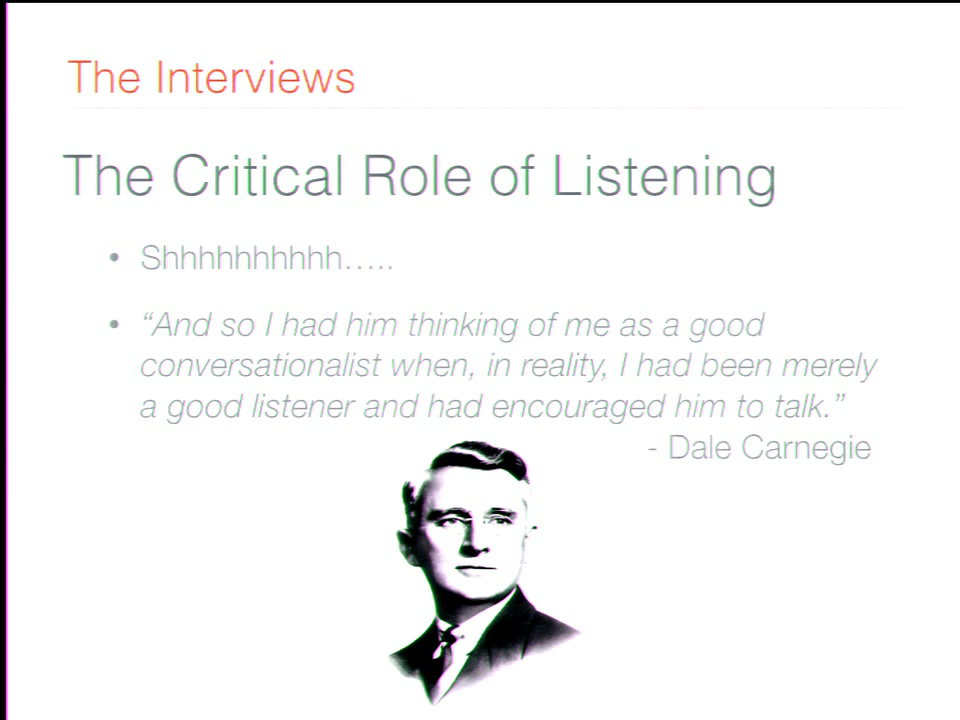 The Interviews
The Critical Role of Listening
• Shhhhhhhhhh…..
• “And so I had him thinking of me as a good
conversationalist when, in reality, I had been merely
a good listener and had encouraged him to talk.”
- Dale Carnegie